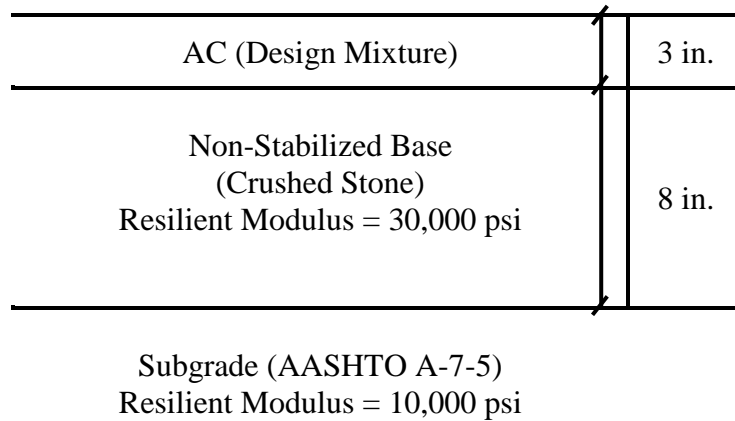 AC (Design Mixture)
3 in.
Non-Stabilized Base
(Crushed Stone)
Resilient Modulus = 30,000 psi
8 in.
Subgrade (AASHTO A-7-5)
Resilient Modulus = 10,000 psi